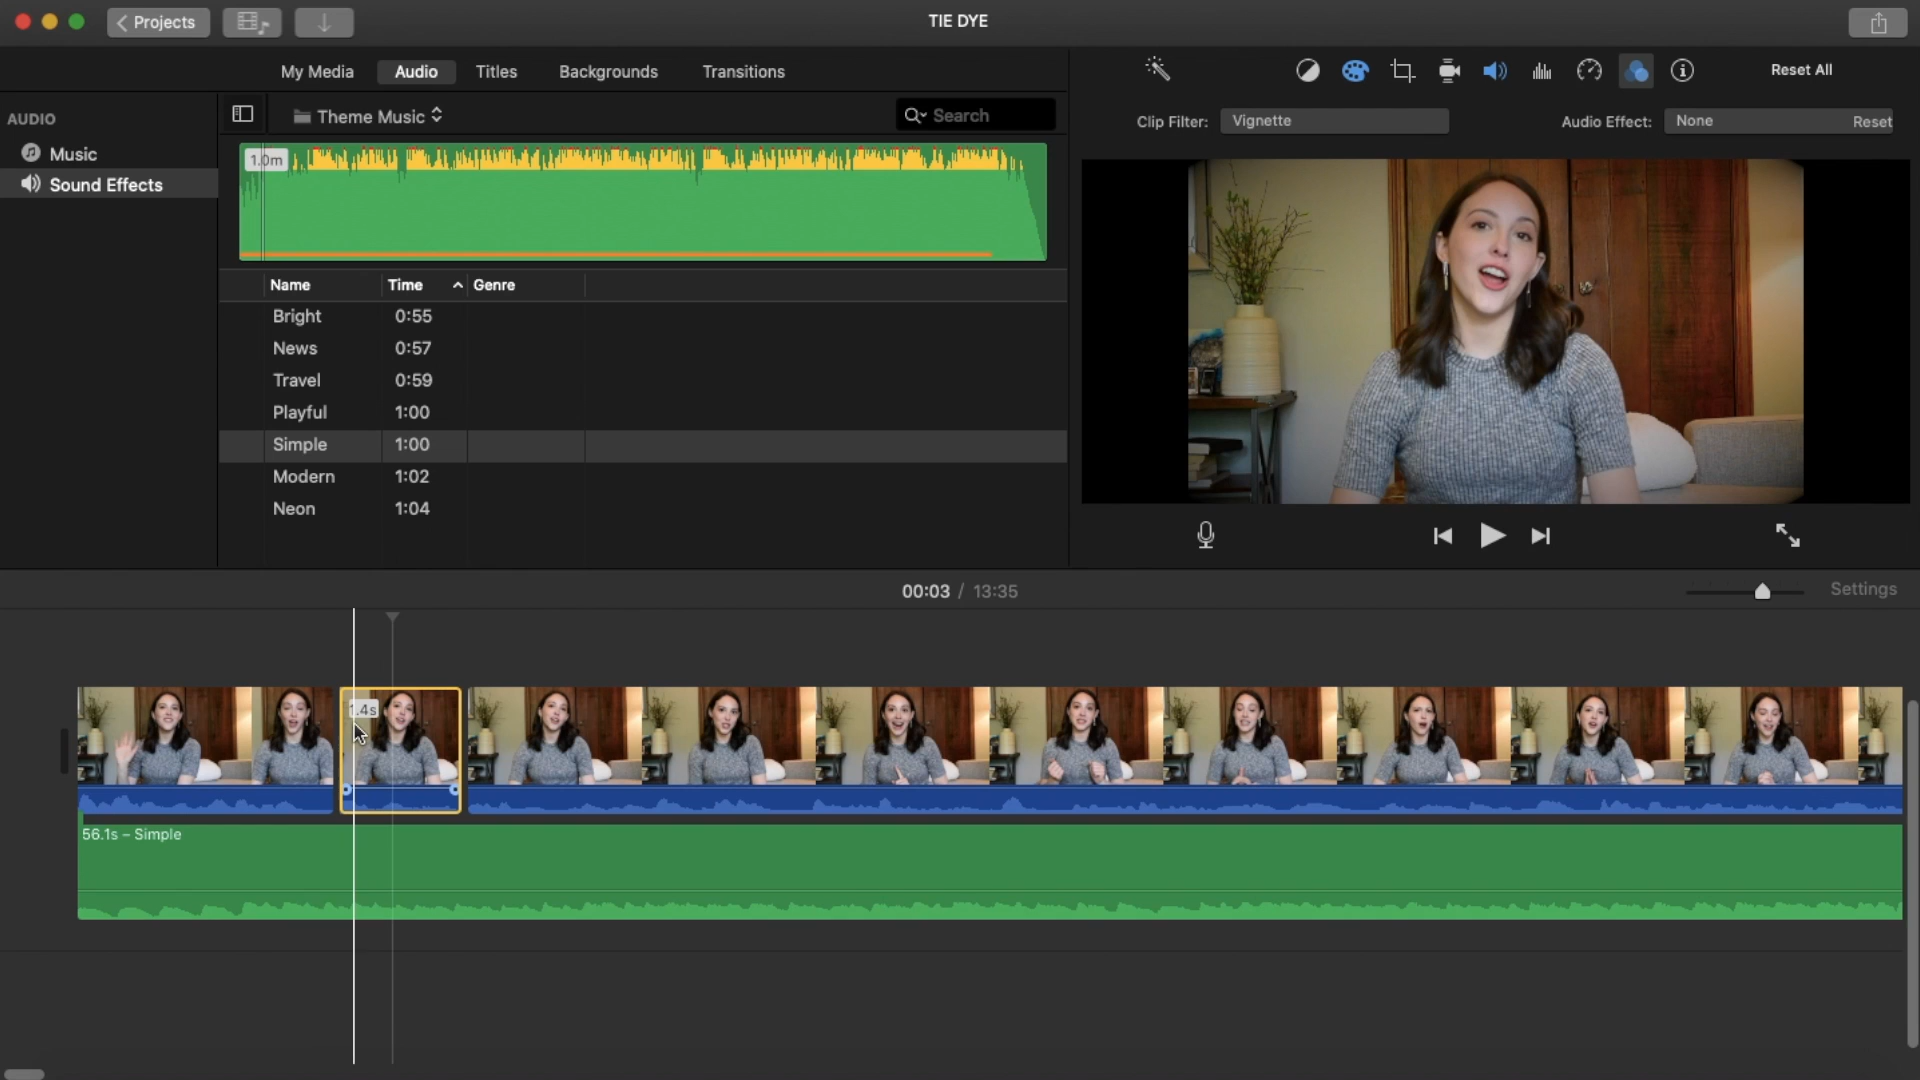 Projects
TIE DYE
My Media
Audio
Titles
Backgrounds
Transitions
Reset All
AUDIO
Music
Sound Effects
Theme Music
Search
Clip Filter:
Vignette
Audio Effect:
None
Reset
1.0m
Name Time Genre
Bright 0:55
News 0:57
Travel 0:59
Playful 1:00
Simple 1:00
Modern 1:02
Neon 1:04
00:03 / 13:35
Settings
1.4s
56.1s – Simple